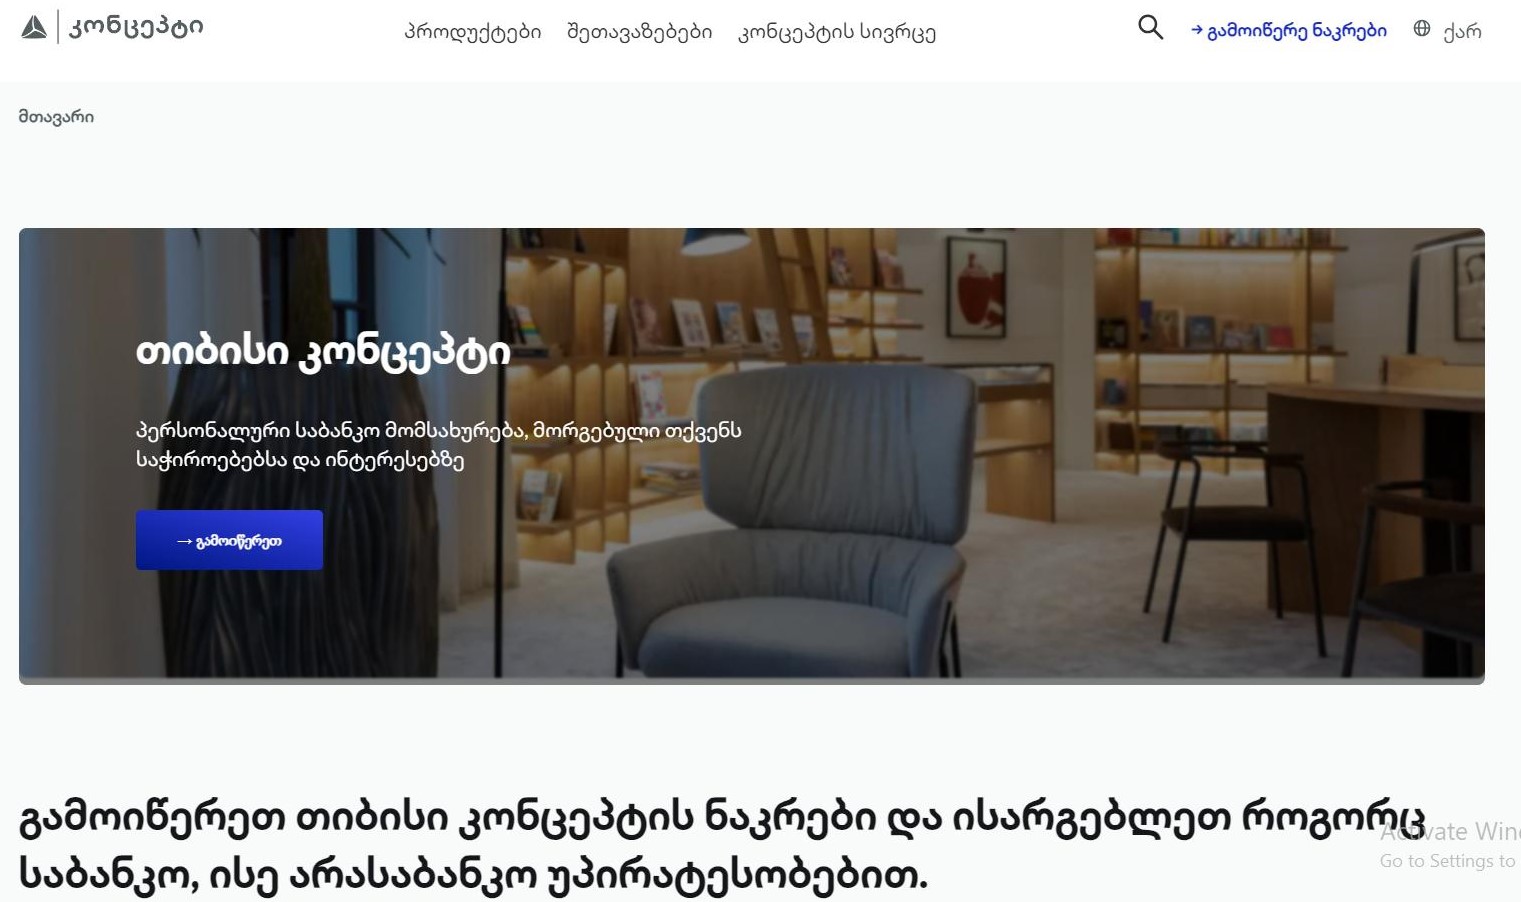 კონცეპტი
პროდუქტები შეთავაზებები კონცეპტის სივრცე
→ გამოიწერე ნაკრები
ქარ
მთავარი
თიბისი კონცეპტი
პერსონალური საბანკო მომსახურება, მორგებული თქვენს
საჭიროებებსა და ინტერესებზე
→ გამოიწერეთ
გამოიწერეთ თიბისი კონცეპტის ნაკრები და ისარგებლეთ როგორც
საბანკო, ისე არასაბანკო უპირატესობებით.
Activate Win
Go to Settings to